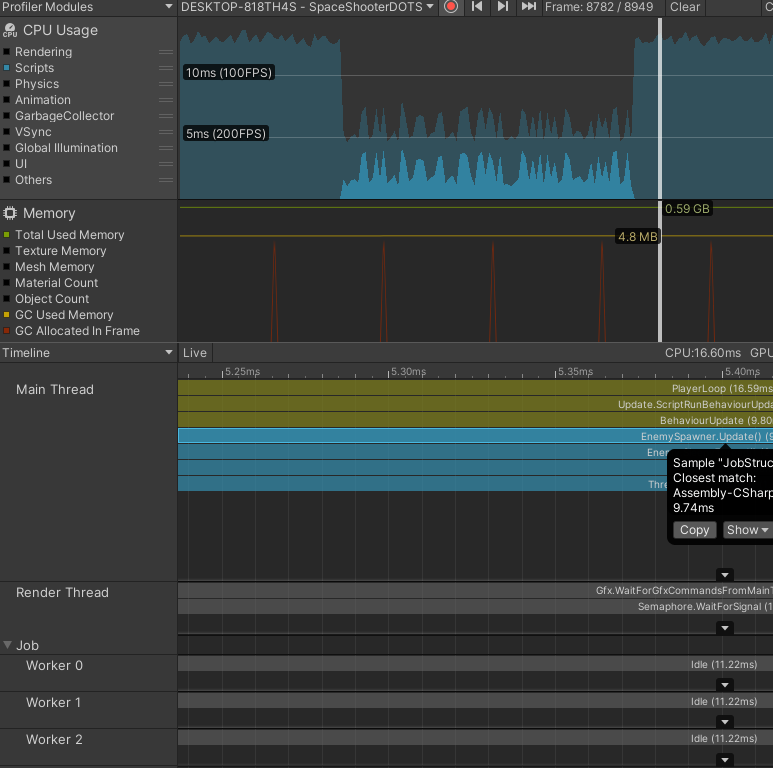 Profiler Modules DESKTOP-818TH4S - SpaceShooterDOTS Frame: 8782 / 8949 Clear C
CPU CPU Usage
Rendering
Scripts
Physics
Animation
GarbageCollector
VSync
Global Illumination
UI
Others
10ms (100FPS)
5ms (200FPS)
Memory
Total Used Memory
Texture Memory
Mesh Memory
Material Count
Object Count
GC Used Memory
GC Allocated In Frame
0.59 GB
4.8 MB
Timeline Live CPU:16.60ms GPU
5.25ms 5.30ms 5.35ms 5.40ms
Main Thread
PlayerLoop (16.59ms
Update.ScriptRunBehaviourUpda
BehaviourUpdate (9.80
EnemySpawner.Update() (9
Ener
Thre
Sample "JobStruc
Closest match:
Assembly-CSharp
9.74ms
Copy Show
Render Thread
Gfx.WaitForGfxCommandsFromMainT
Semaphore.WaitForSignal (1
Job
Worker 0 Idle (11.22ms)
Worker 1 Idle (11.22ms)
Worker 2 Idle (11.22ms)